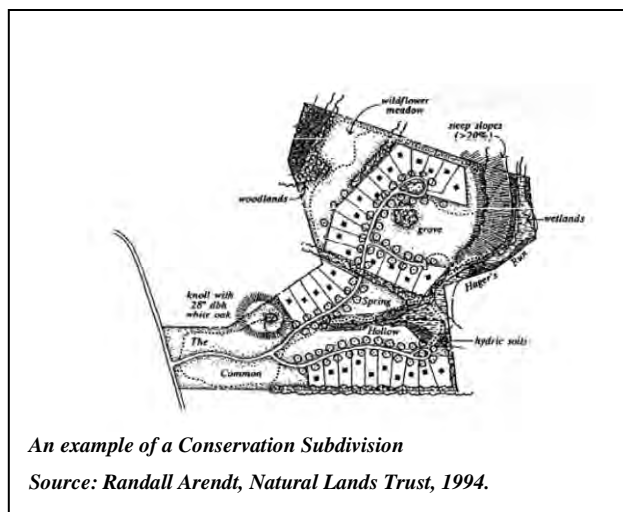 wildflower
meadow
steep slopes
(>20%)
woodlands
wetlands
grove
Hager's
Run
knoll with
28" dbh
white oak
Spring
The
Hollow
hydric soils
Common
An example of a Conservation Subdivision
Source: Randall Arendt, Natural Lands Trust, 1994.